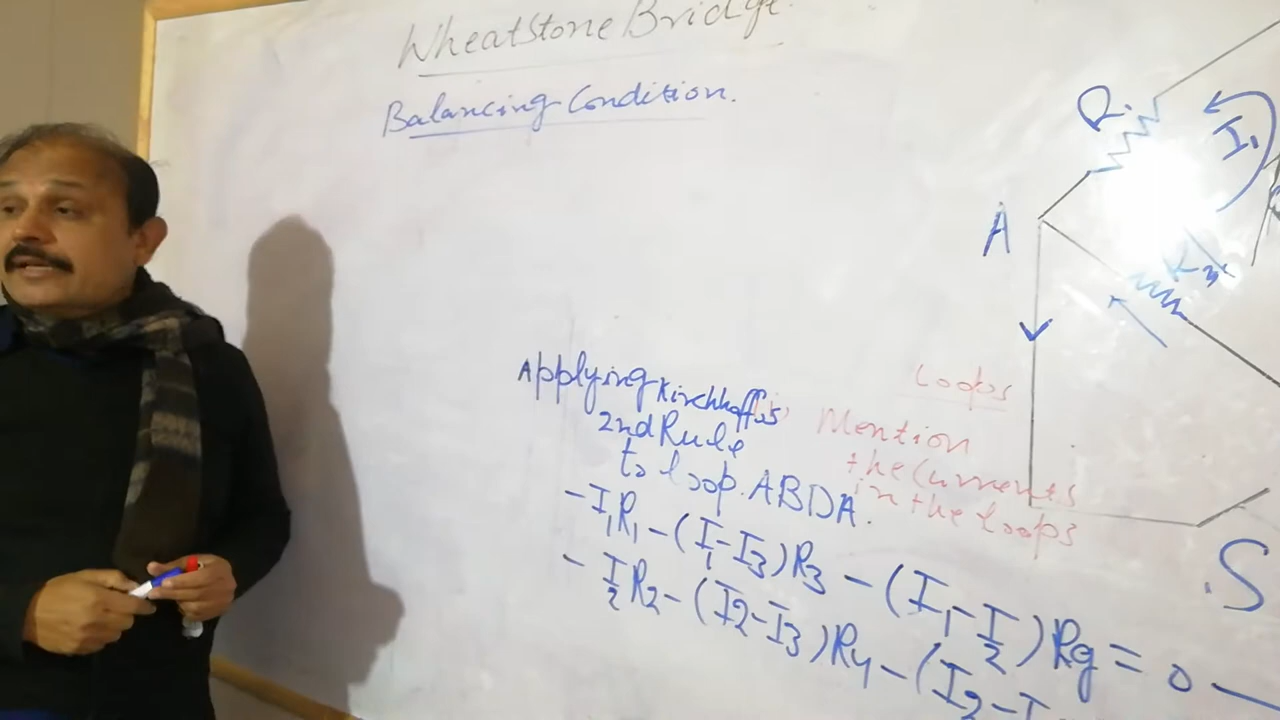 Wheatstone Bridge.
Balancing Condition.
R1
I1
A
R3
Loops
Mention
the Currents
in the loops
Applying Kirchhoff's
2nd Rule
to loop. ABDA.
-I1R1-(I1-I3)R3-(I1-I2)Rg=0
-I2R2-(I2-I3)R4-(I2-I
S